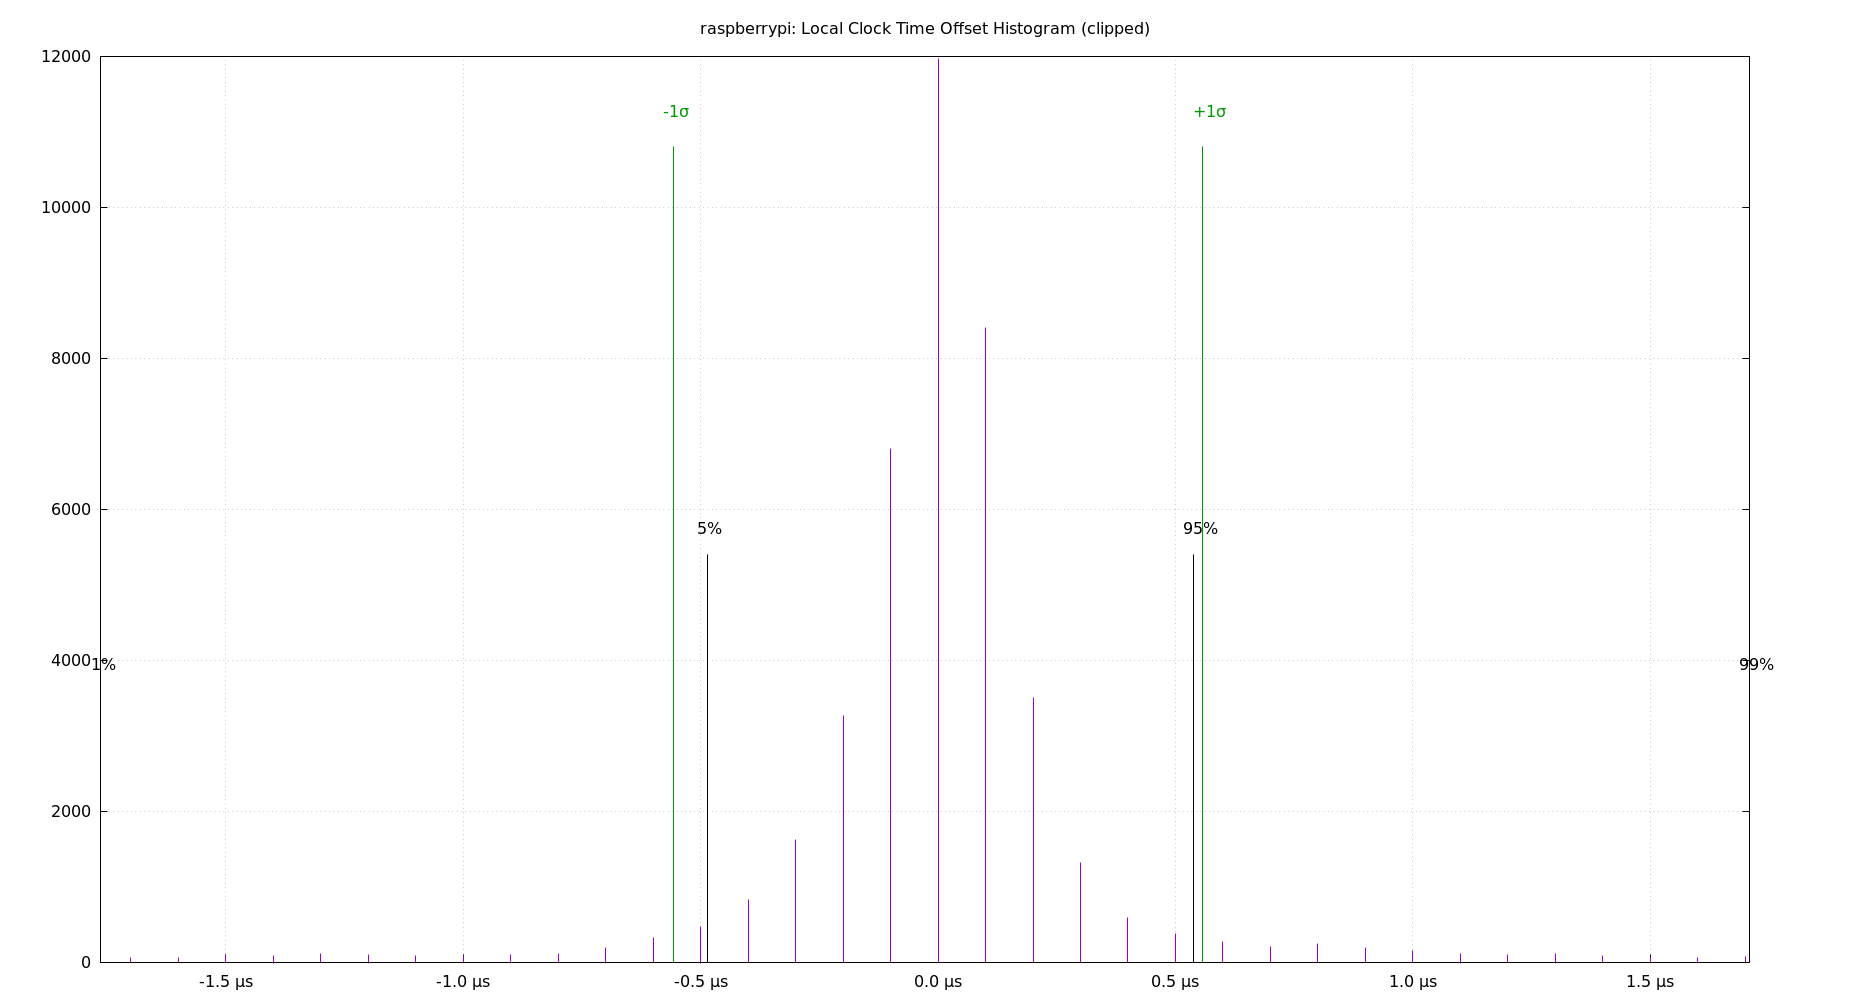 raspberrypi: Local Clock Time Offset Histogram (clipped)
12000
-1σ
+1σ
10000
8000
6000
5%
95%
4000
1%
99%
2000
0
-1.5 μs
-1.0 μs
-0.5 μs
0.0 μs
0.5 μs
1.0 μs
1.5 μs